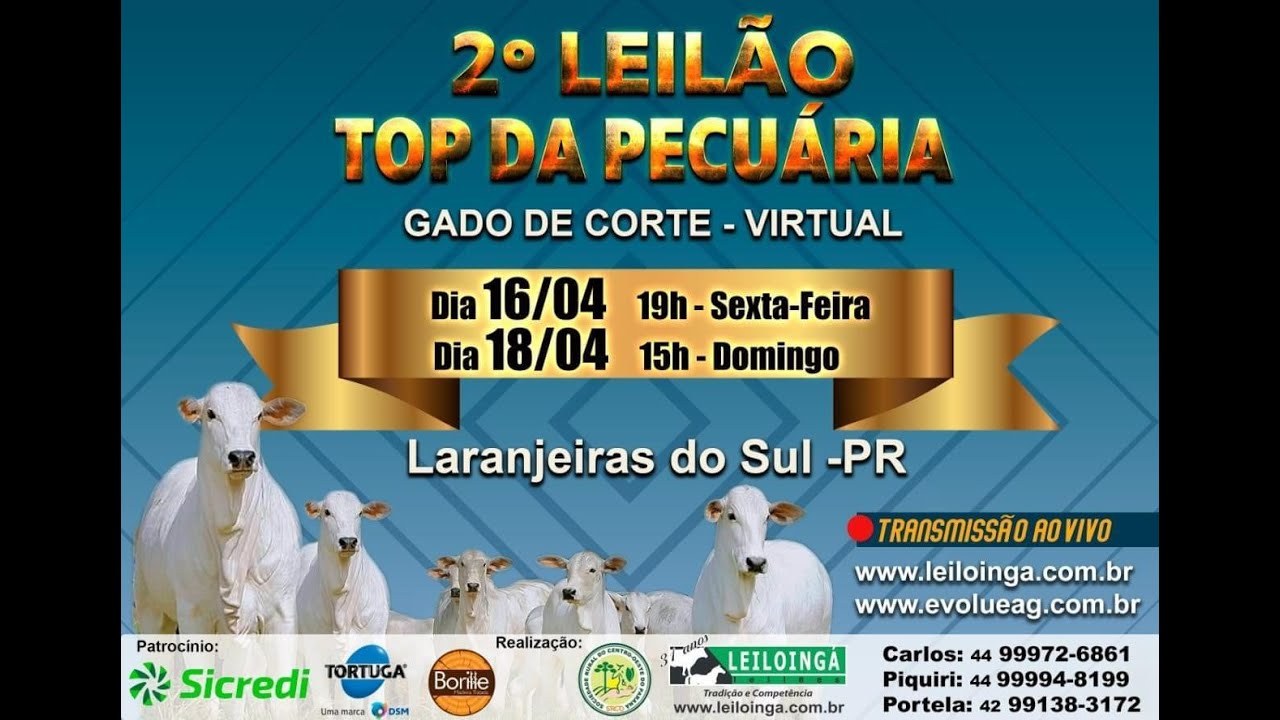 2º LEILÃO
TOP DA PECUÁRIA
GADO DE CORTE - VIRTUAL
Dia 16/04 19h - Sexta-Feira
Dia 18/04 15h - Domingo
Laranjeiras do Sul -PR
TRANSMISSÃO AO VIVO
www.leiloinga.com.br
www.evolueag.com.br
Patrocínio:
Sicredi
TORTUGA
Uma marca DSM
Borille
Realização:
anos
LEILOINGÁ
Tradição e Competência
www.leiloinga.com.br
Carlos: 44 99972-6861
Piquiri: 44 99994-8199
Portela: 42 99138-3172